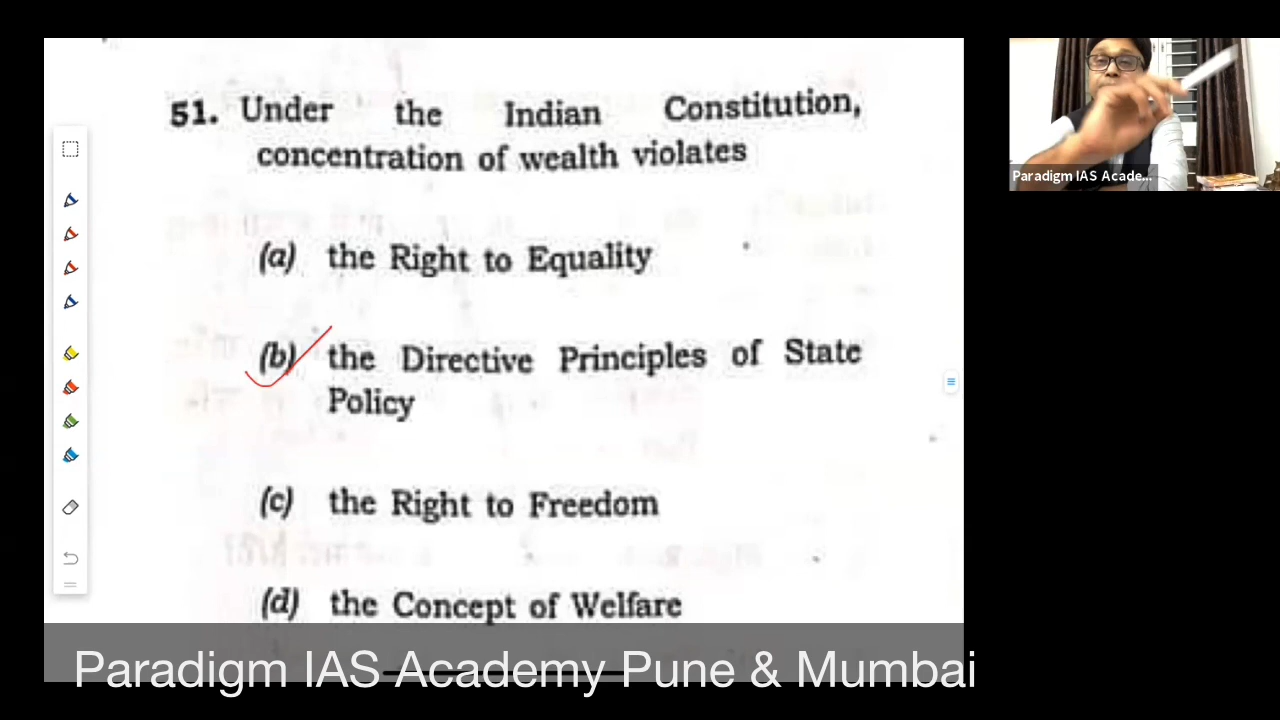 51. Under the Indian Constitution,
concentration of wealth violates
(a) the Right to Equality
(b) the Directive Principles of State
Policy
(c) the Right to Freedom
(d) the Concept of Welfare
Paradigm IAS Academy Pune & Mumbai
Paradigm IAS Acade...